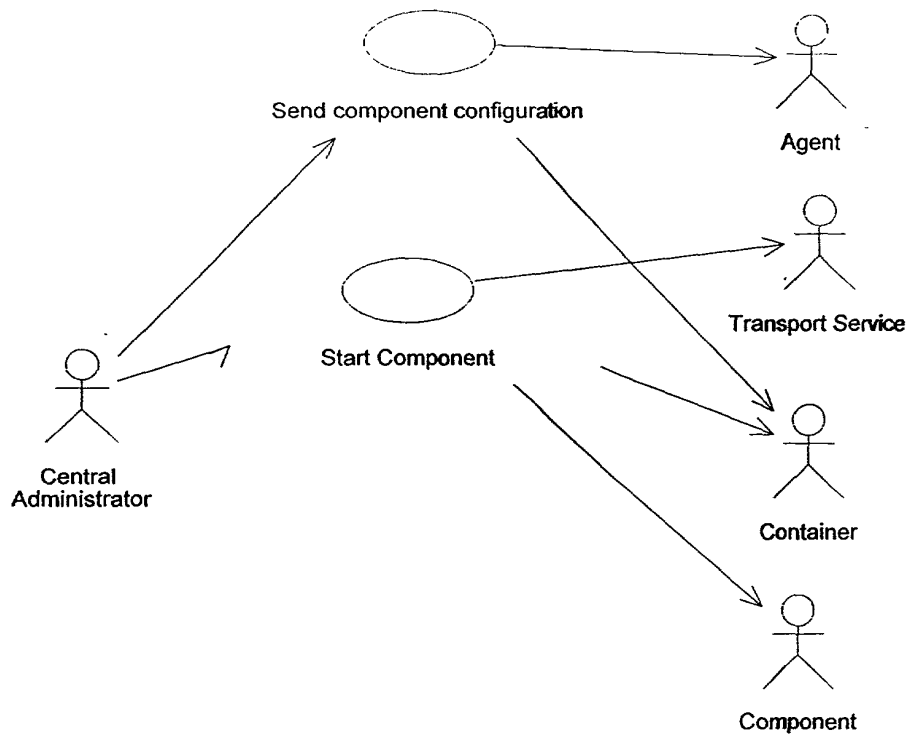 Send component configuration
Agent
Transport Service
Start Component
Central
Administrator
Container
Component